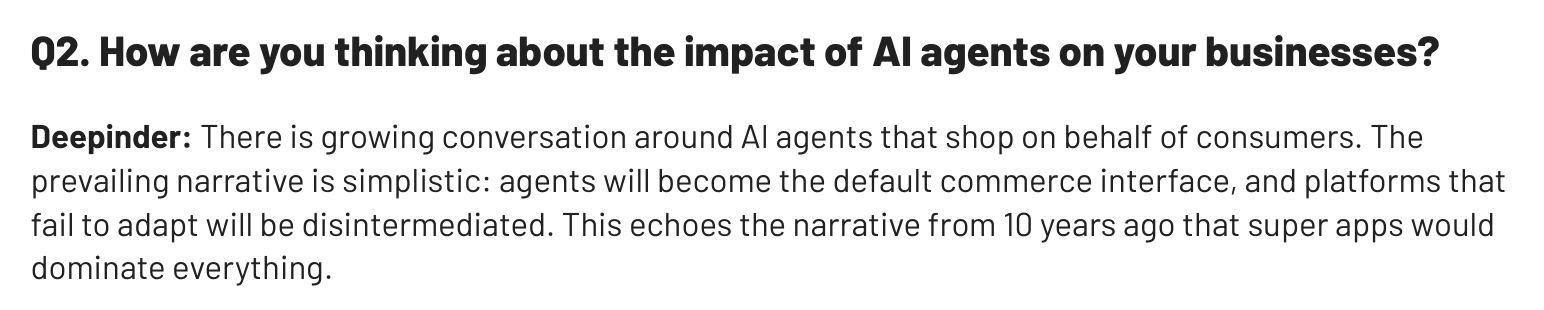 Q2. How are you thinking about the impact of AI agents on your businesses?
Deepinder: There is growing conversation around AI agents that shop on behalf of consumers. The
prevailing narrative is simplistic: agents will become the default commerce interface, and platforms that
fail to adapt will be disintermediated. This echoes the narrative from 10 years ago that super apps would
dominate everything.